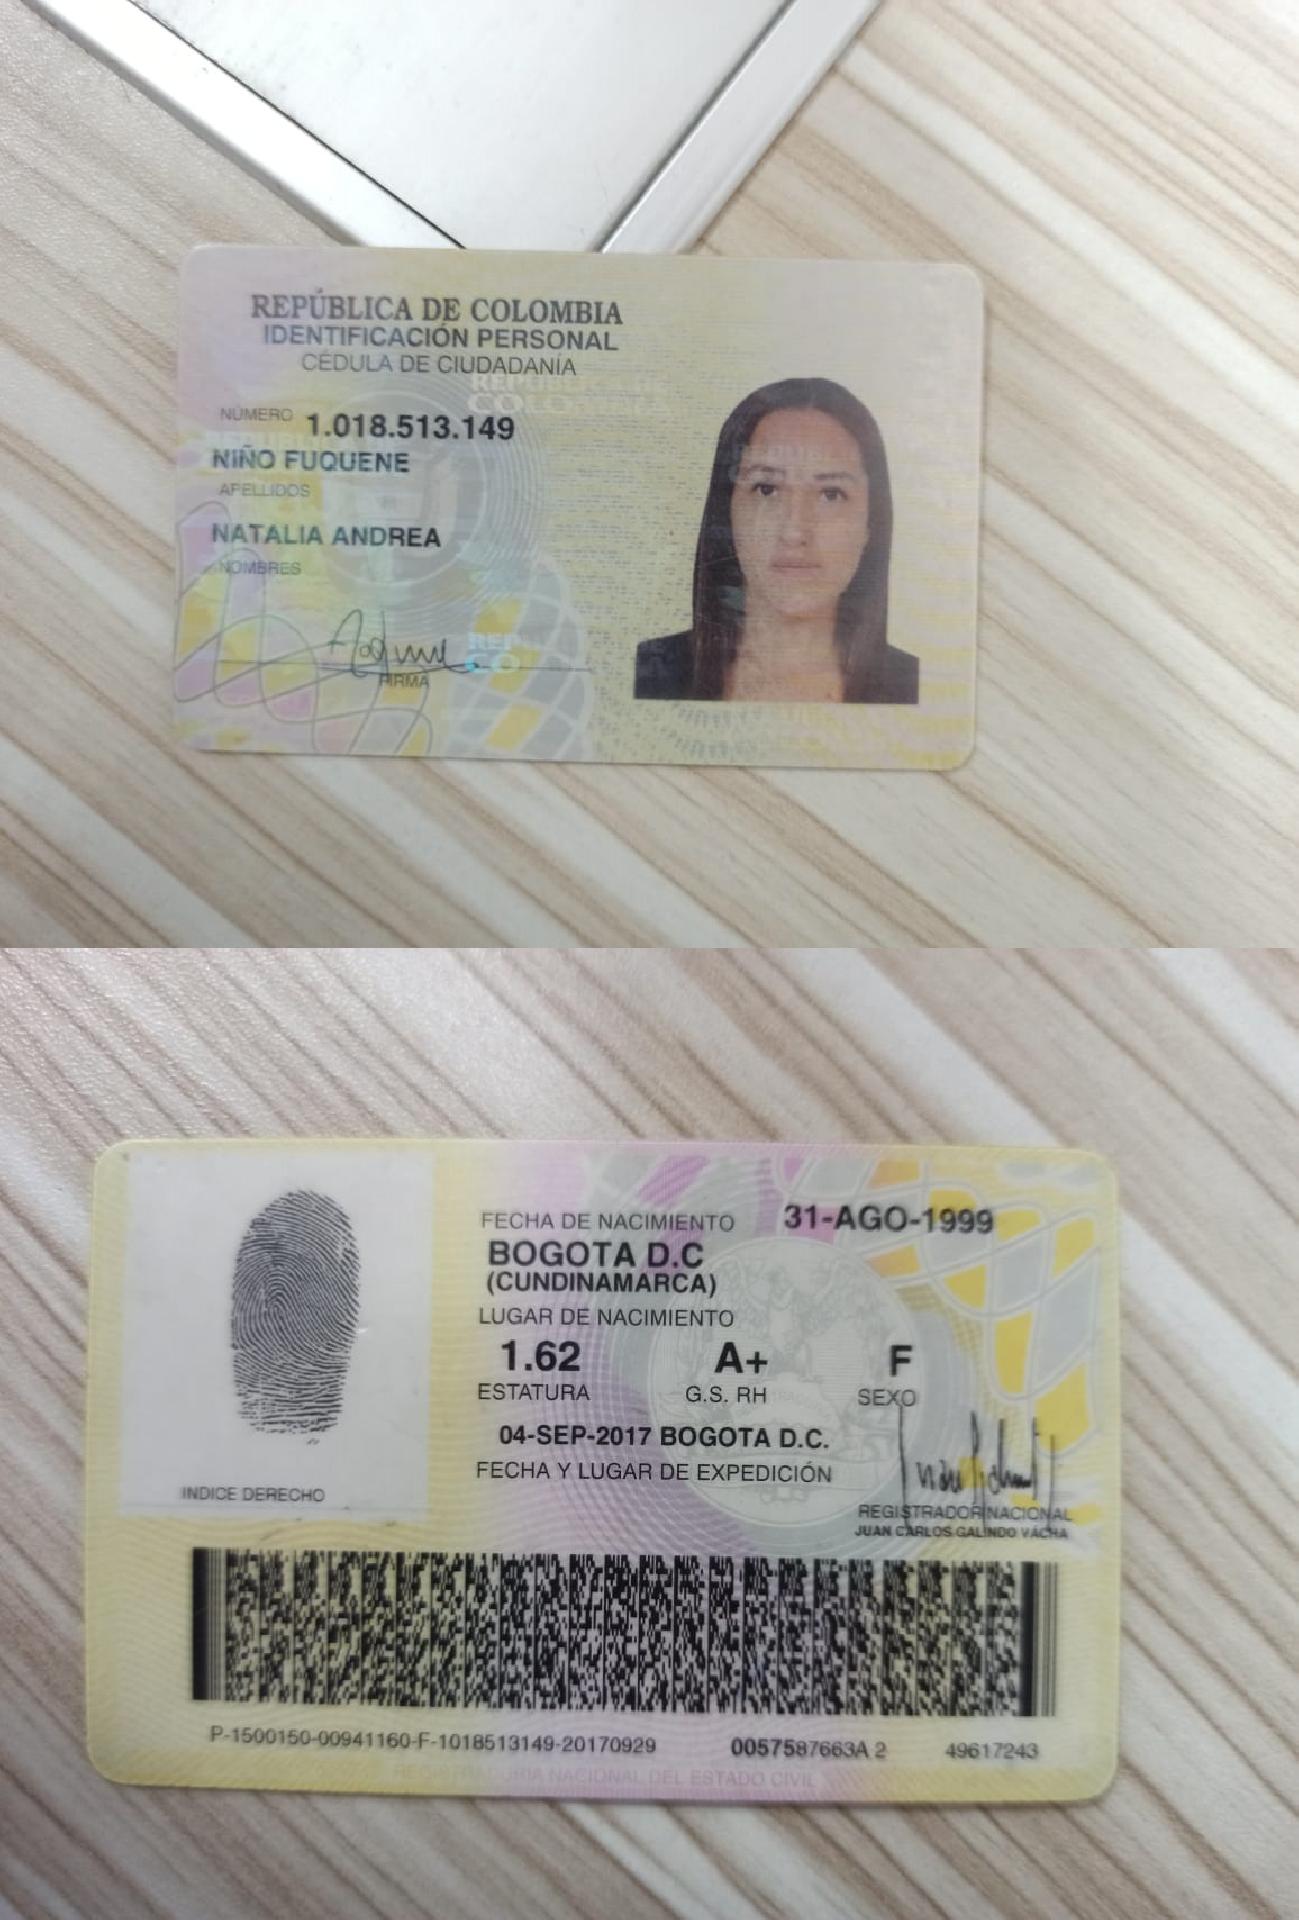 REPÚBLICA DE COLOMBIA
IDENTIFICACIÓN PERSONAL
CÉDULA DE CIUDADANÍA
NÚMERO 1.018.513.149
NIÑO FUQUENE
APELLIDOS
NATALIA ANDREA
NOMBRES
FIRMA
FECHA DE NACIMIENTO 31-AGO-1999
BOGOTA D.C
(CUNDINAMARCA)
LUGAR DE NACIMIENTO
1.62 A+ F
ESTATURA G.S. RH SEXO
04-SEP-2017 BOGOTA D.C.
FECHA Y LUGAR DE EXPEDICIÓN
INDICE DERECHO
REGISTRADOR NACIONAL
JUAN CARLOS GALINDO VÁCHA
P-1500150-00941160-F-1018513149-20170929 0057587663A 2 49617243
REGISTRADURIA NACIONAL DEL ESTADO CIVIL